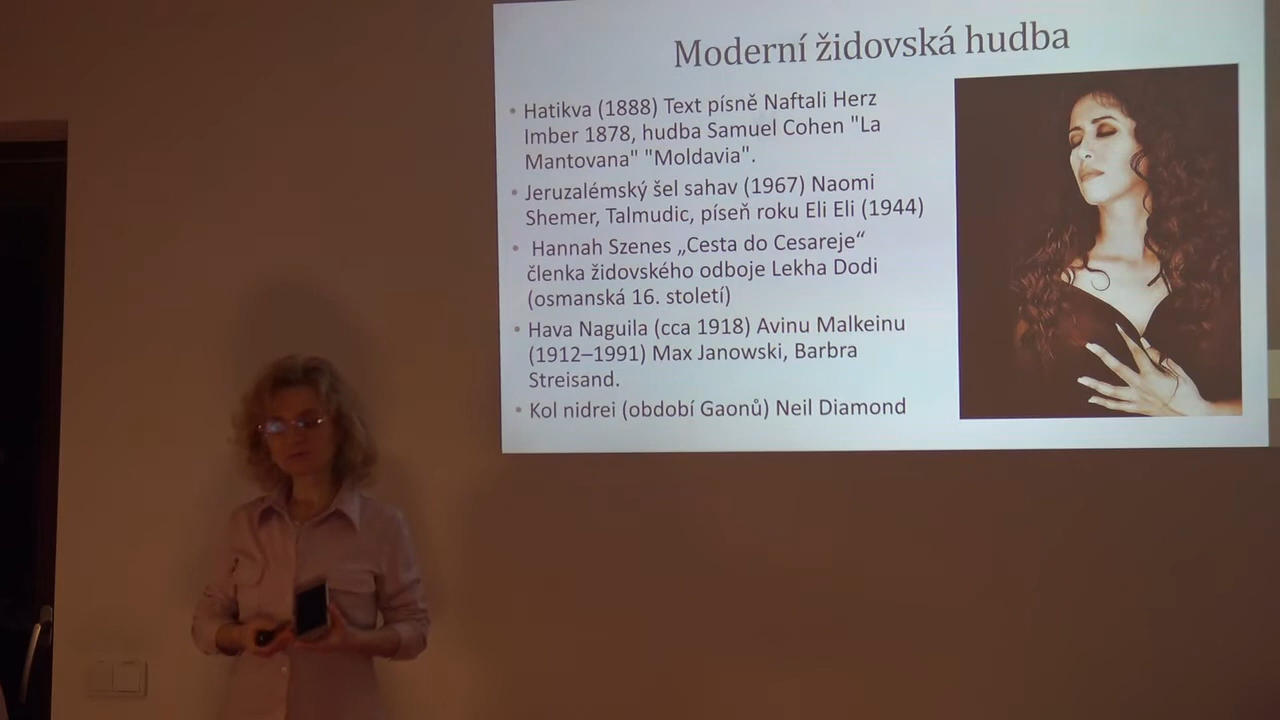 Moderní židovská hudba
• Hatikva (1888) Text písně Naftali Herz
Imber 1878, hudba Samuel Cohen "La
Mantovana" "Moldavia".
• Jeruzalémský šel sahav (1967) Naomi
Shemer, Talmudic, píseň roku Eli Eli (1944)
• Hannah Szenes „Cesta do Cesareje“
členka židovského odboje Lekha Dodi
(osmanská 16. století)
• Hava Naguila (cca 1918) Avinu Malkeinu
(1912–1991) Max Janowski, Barbra
Streisand.
• Kol nidrei (období Gaonů) Neil Diamond